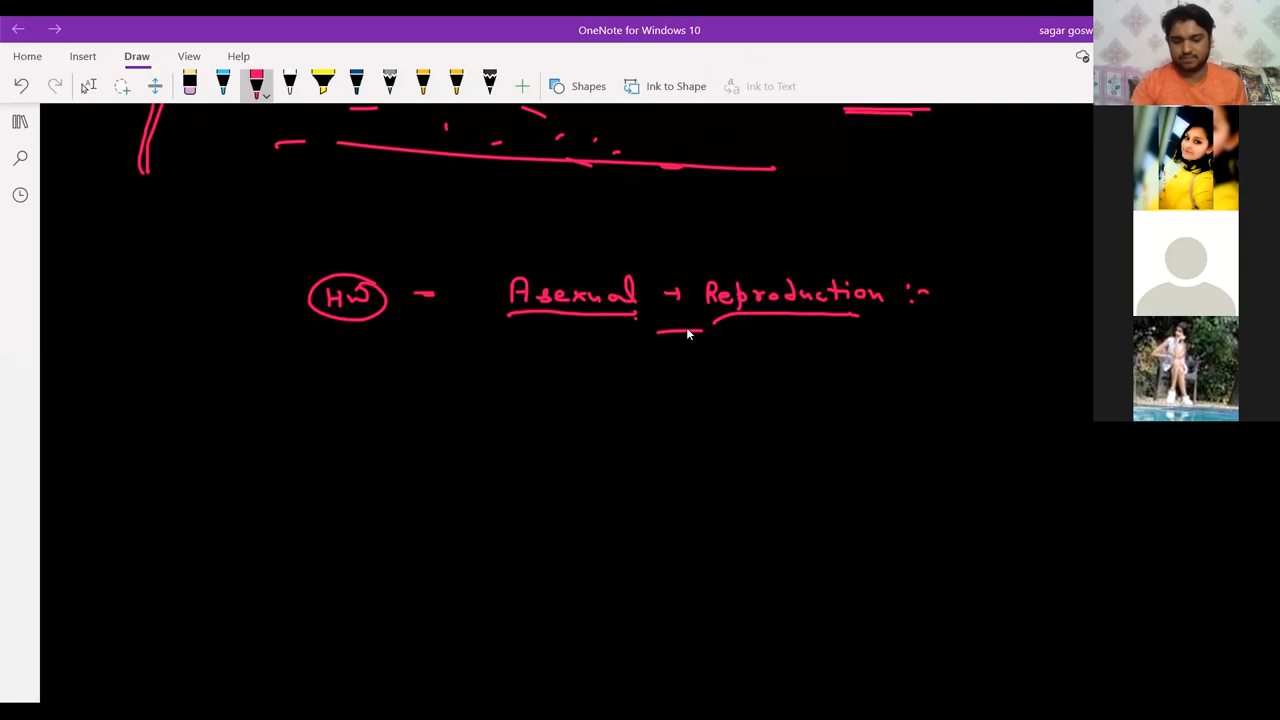 OneNote for Windows 10
sagar gosw
Home Insert Draw View Help
Shapes Ink to Shape Ink to Text
HW - Asexual → Reproduction :-